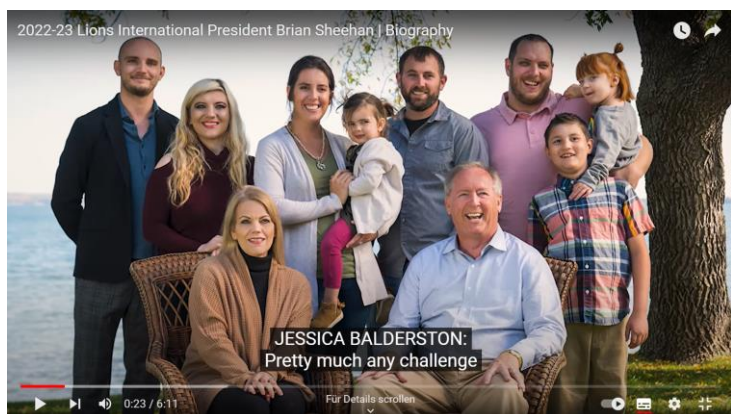 2022-23 Lions International President Brian Sheehan | Biography
JESSICA BALDERSTON:
Pretty much any challenge
0:23 / 6:11
Für Details scrollen